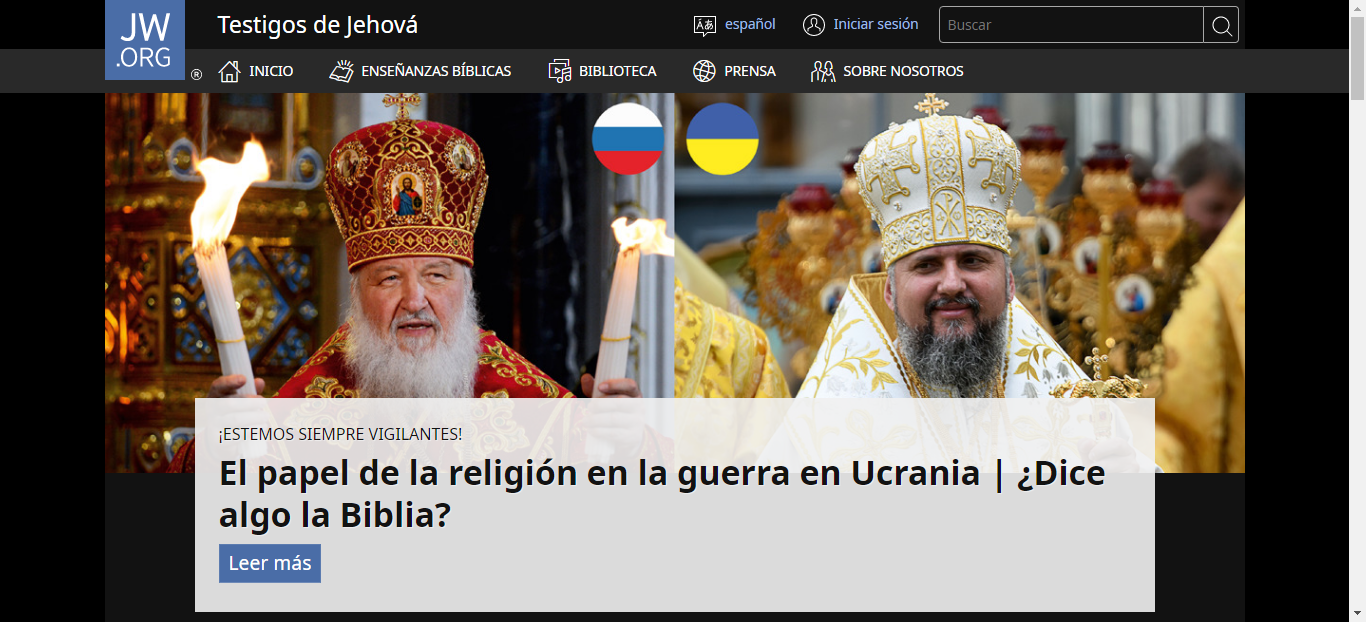 JW
.ORG
®
Testigos de Jehová
español
Iniciar sesión
Buscar
INICIO
ENSEÑANZAS BÍBLICAS
BIBLIOTECA
PRENSA
SOBRE NOSOTROS
¡ESTEMOS SIEMPRE VIGILANTES!
El papel de la religión en la guerra en Ucrania | ¿Dice
algo la Biblia?
Leer más